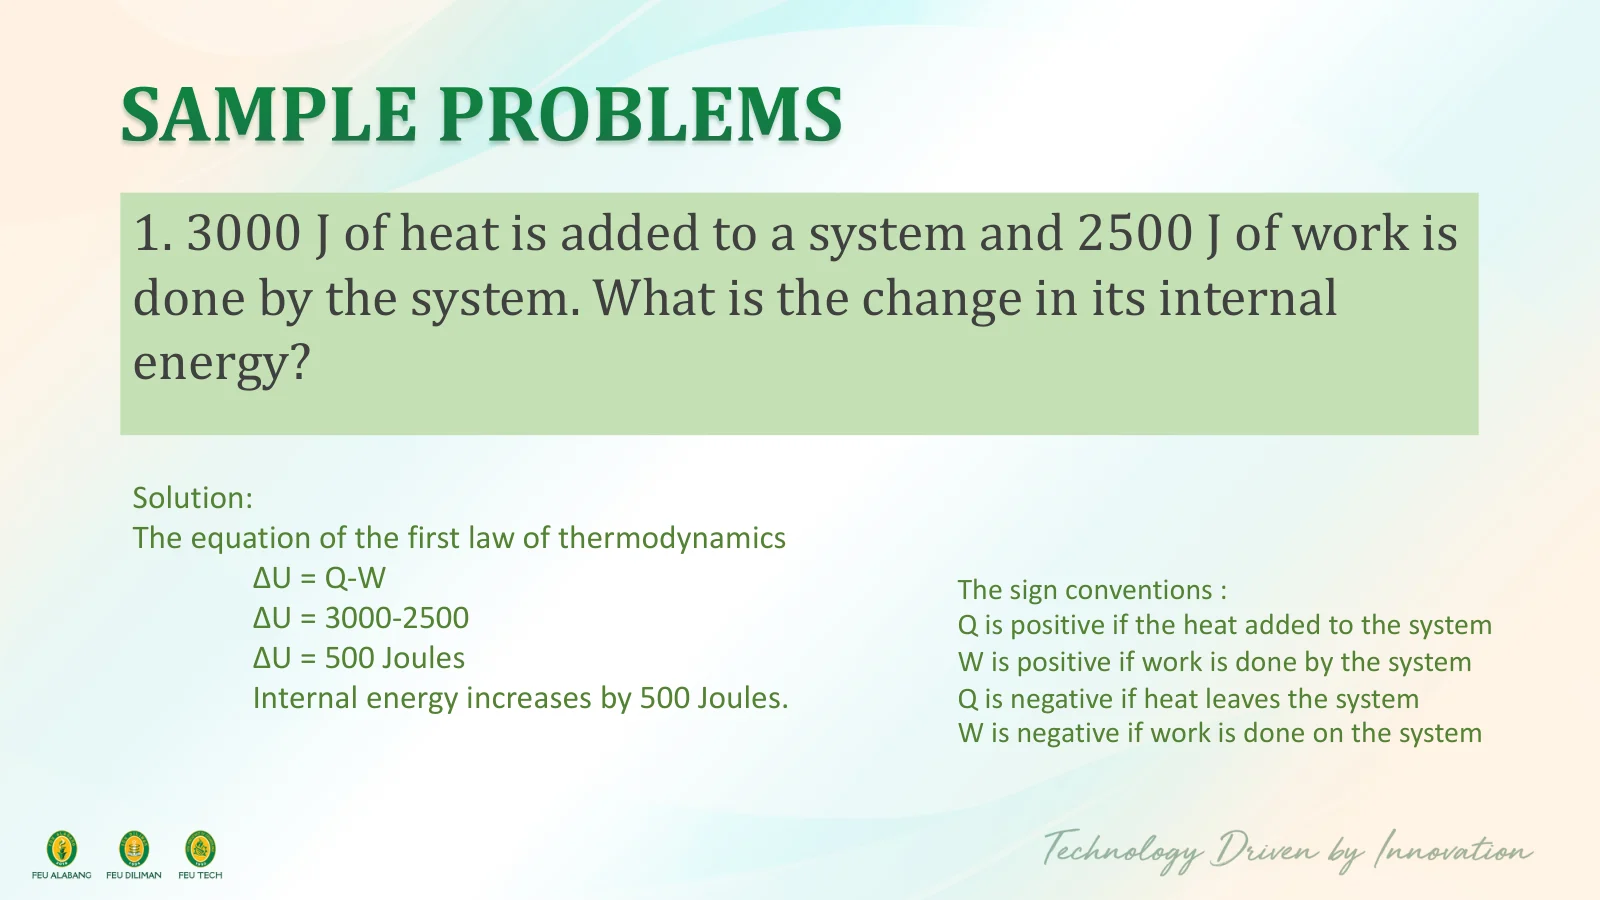 SAMPLE PROBLEMS
1. 3000 J of heat is added to a system and 2500 J of work is
done by the system. What is the change in its internal
energy?
Solution:
The equation of the first law of thermodynamics
ΔU = Q-W
ΔU = 3000-2500
ΔU = 500 Joules
Internal energy increases by 500 Joules.
The sign conventions :
Q is positive if the heat added to the system
W is positive if work is done by the system
Q is negative if heat leaves the system
W is negative if work is done on the system
FEU ALABANG FEU DILIMAN FEU TECH
Technology Driven by Innovation